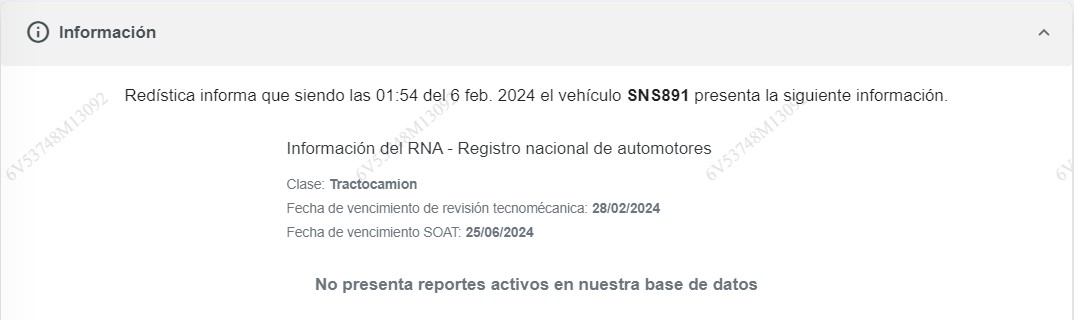 Información
Redística informa que siendo las 01:54 del 6 feb. 2024 el vehículo SNS891 presenta la siguiente información.
6V53748M13092
6V53748M13092
6V53748M13092
6V
Información del RNA - Registro nacional de automotores
Clase: Tractocamion
Fecha de vencimiento de revisión tecnomécanica: 28/02/2024
Fecha de vencimiento SOAT: 25/06/2024
No presenta reportes activos en nuestra base de datos